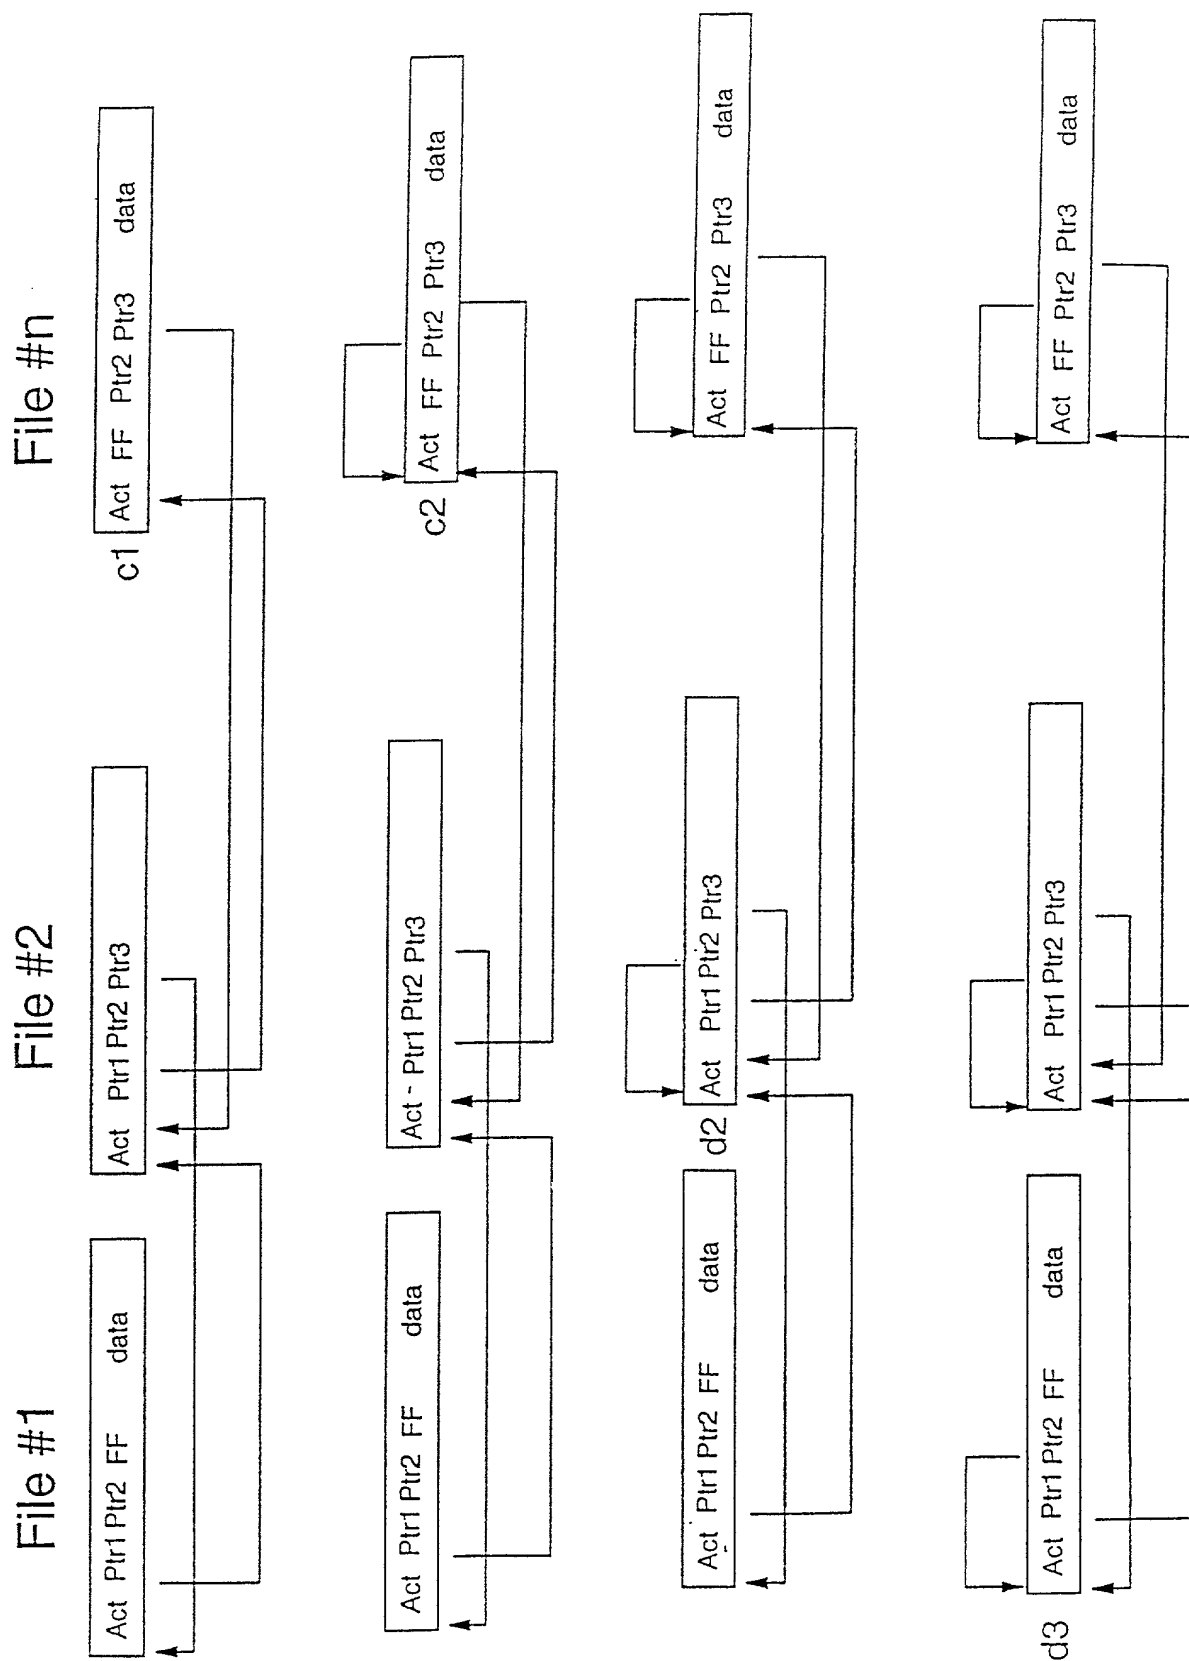 File #1 File #2 File #n
Act Ptr1 Ptr2 FF data
Act Ptr1 Ptr2 Ptr3
c1 Act FF Ptr2 Ptr3 data
Act Ptr1 Ptr2 FF data
Act - Ptr1 Ptr2 Ptr3
c2 Act FF Ptr2 Ptr3 data
Act Ptr1 Ptr2 FF data
d2 Act Ptr1 Ptr2 Ptr3
Act FF Ptr2 Ptr3 data
d3 Act Ptr1 Ptr2 FF data
Act Ptr1 Ptr2 Ptr3
Act FF Ptr2 Ptr3 data